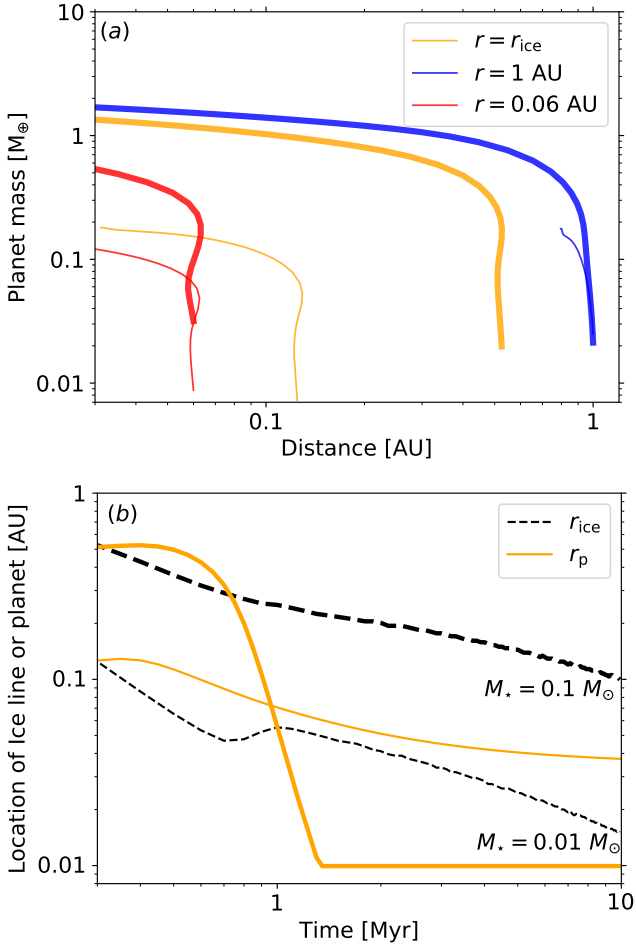 (a)
r = r_ice
r = 1 AU
r = 0.06 AU
10
1
0.1
0.01
Planet mass [M⊕]
0.1
1
Distance [AU]
(b)
r_ice
r_p
1
0.1
0.01
Location of Ice line or planet [AU]
M⋆ = 0.1 M⊙
M⋆ = 0.01 M⊙
1
10
Time [Myr]